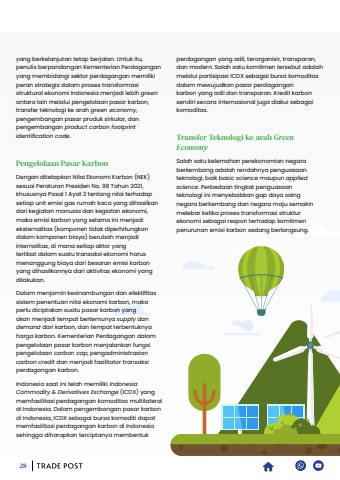 yang berkelanjutan tetap berjalan. Untuk itu,
penulis berpandangan Kementerian Perdagangan
yang membidangi sektor perdagangan memiliki
peran strategis dalam proses transformasi
struktural ekonomi Indonesia menjadi lebih green
antara lain melalui pengelolaan pasar karbon,
transfer teknologi ke arah green economy,
pengembangan pasar produk sirkular, dan
pengembangan product carbon footprint
identification code.
Pengelolaan Pasar Karbon
Dengan ditetapkan Nilai Ekonomi Karbon (NEK)
sesuai Peraturan Presiden No. 98 Tahun 2021,
khususnya Pasal 1 Ayat 2 tentang nilai terhadap
setiap unit emisi gas rumah kaca yang dihasilkan
dari kegiatan manusia dan kegiatan ekonomi,
maka emisi karbon yang selama ini menjadi
eksternalitas (komponen tidak diperhitungkan
dalam komponen biaya) berubah menjadi
internalitas, di mana setiap aktor yang
terlibat dalam suatu transaksi ekonomi harus
menanggung biaya dari besaran emisi karbon
yang dihasilkannya dari aktivitas ekonomi yang
dilakukan.
Dalam menjamin kesinambungan dan efektifitas
sistem penentuan nilai ekonomi karbon, maka
perlu diciptakan suatu pasar karbon yang
akan menjadi tempat bertemunya supply dan
demand dari karbon, dan tempat terbentuknya
harga karbon. Kementerian Perdagangan dalam
pengelolaan pasar karbon menjalankan fungsi
pengelolaan carbon cap, pengadministrasian
carbon credit dan menjadi fasilitator transaksi
perdagangan karbon.
Indonesia saat ini telah memiliki Indonesia
Commodity & Derivatives Exchange (ICDX) yang
memfasilitasi perdagangan komoditas multilateral
di Indonesia. Dalam pengembangan pasar karbon
di Indonesia, ICDX sebagai bursa komoditi dapat
memfasilitasi perdagangan karbon di Indonesia
sehingga diharapkan terciptanya membentuk
perdagangan yang adil, terorganisir, transparan,
dan modern. Salah satu komitmen tersebut adalah
melalui partisipasi ICDX sebagai bursa komoditas
dalam mewujudkan pasar perdagangan
karbon yang adil dan transparan. Kredit karbon
sendiri secara internasional juga diakui sebagai
komoditas.
Transfer Teknologi ke arah Green
Economy
Salah satu kelemahan perekonomian negara
berkembang adalah rendahnya penguasaan
teknologi, baik basic science maupun applied
science. Perbedaan tingkat penguasaan
teknologi ini menyebabkan gap daya saing
negara berkembang dan negara maju semakin
melebar ketika proses transformasi struktur
ekonomi sebagai respon terhadap komitmen
penurunan emisi karbon sedang berlangsung.
28 | TRADE POST